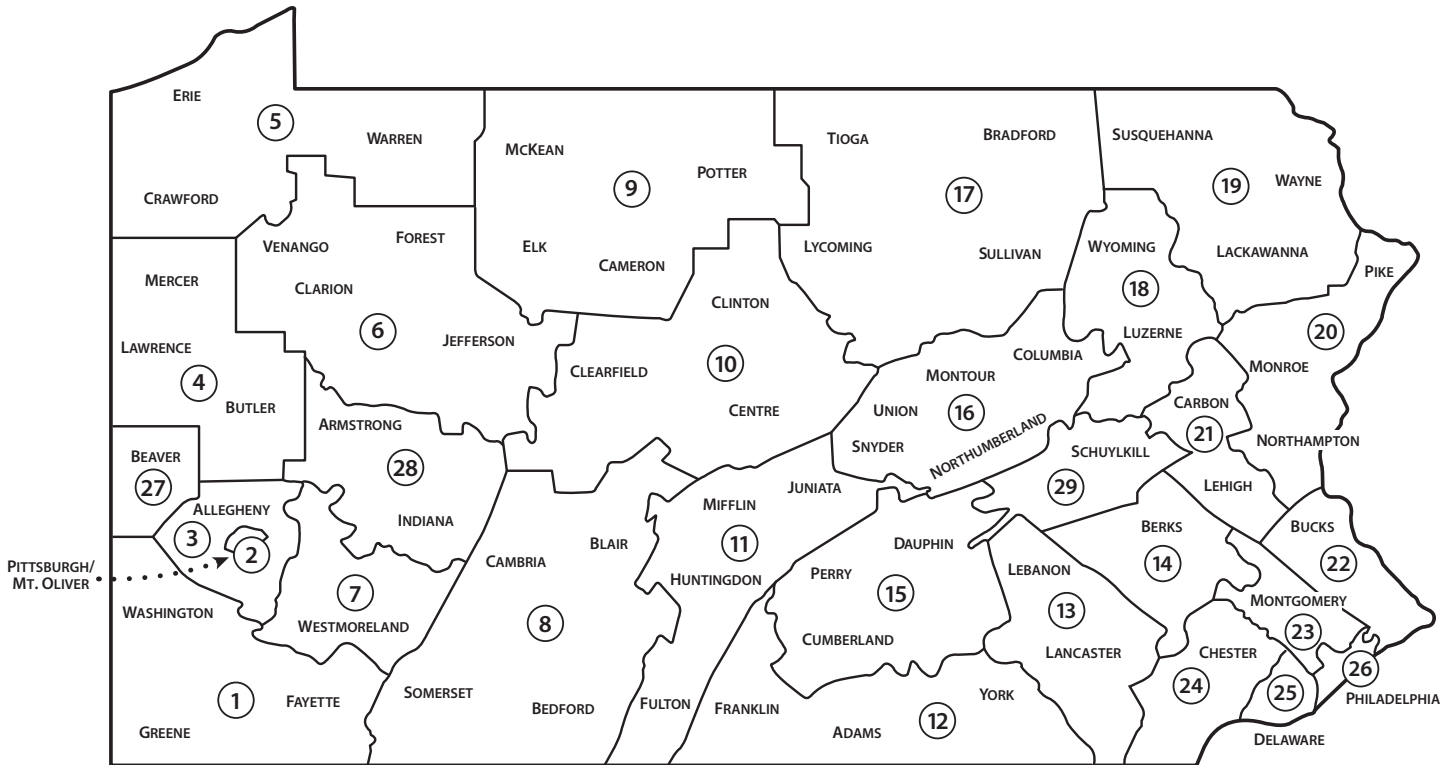 ERIE
5
WARREN
CRAWFORD
MCKEAN
POTTER
9
ELK
CAMERON
TIOGA
BRADFORD
17
LYCOMING
SULLIVAN
SUSQUEHANNA
19
WAYNE
LACKAWANNA
WYOMING
18
LUZERNE
PIKE
20
MONROE
NORTHAMPTON
VENANGO
FOREST
CLARION
6
JEFFERSON
MERCER
LAWRENCE
4
BUTLER
CLINTON
10
CLEARFIELD
CENTRE
COLUMBIA
MONTOUR
UNION
16
SNYDER
NORTHUMBERLAND
CARBON
21
LEHIGH
SCHUYLKILL
29
BEAVER
27
ARMSTRONG
28
INDIANA
ALLEGHENY
3
2
PITTSBURGH/
MT. OLIVER
WASHINGTON
7
WESTMORELAND
1
FAYETTE
GREENE
CAMBRIA
BLAIR
8
SOMERSET
BEDFORD
JUNIATA
MIFFLIN
11
HUNTINGDON
FULTON
DAUPHIN
PERRY
15
CUMBERLAND
FRANKLIN
YORK
ADAMS
12
LEBANON
13
LANCASTER
BERKS
14
BUCKS
22
MONTGOMERY
23
CHESTER
24
25
DELAWARE
26
PHILADELPHIA